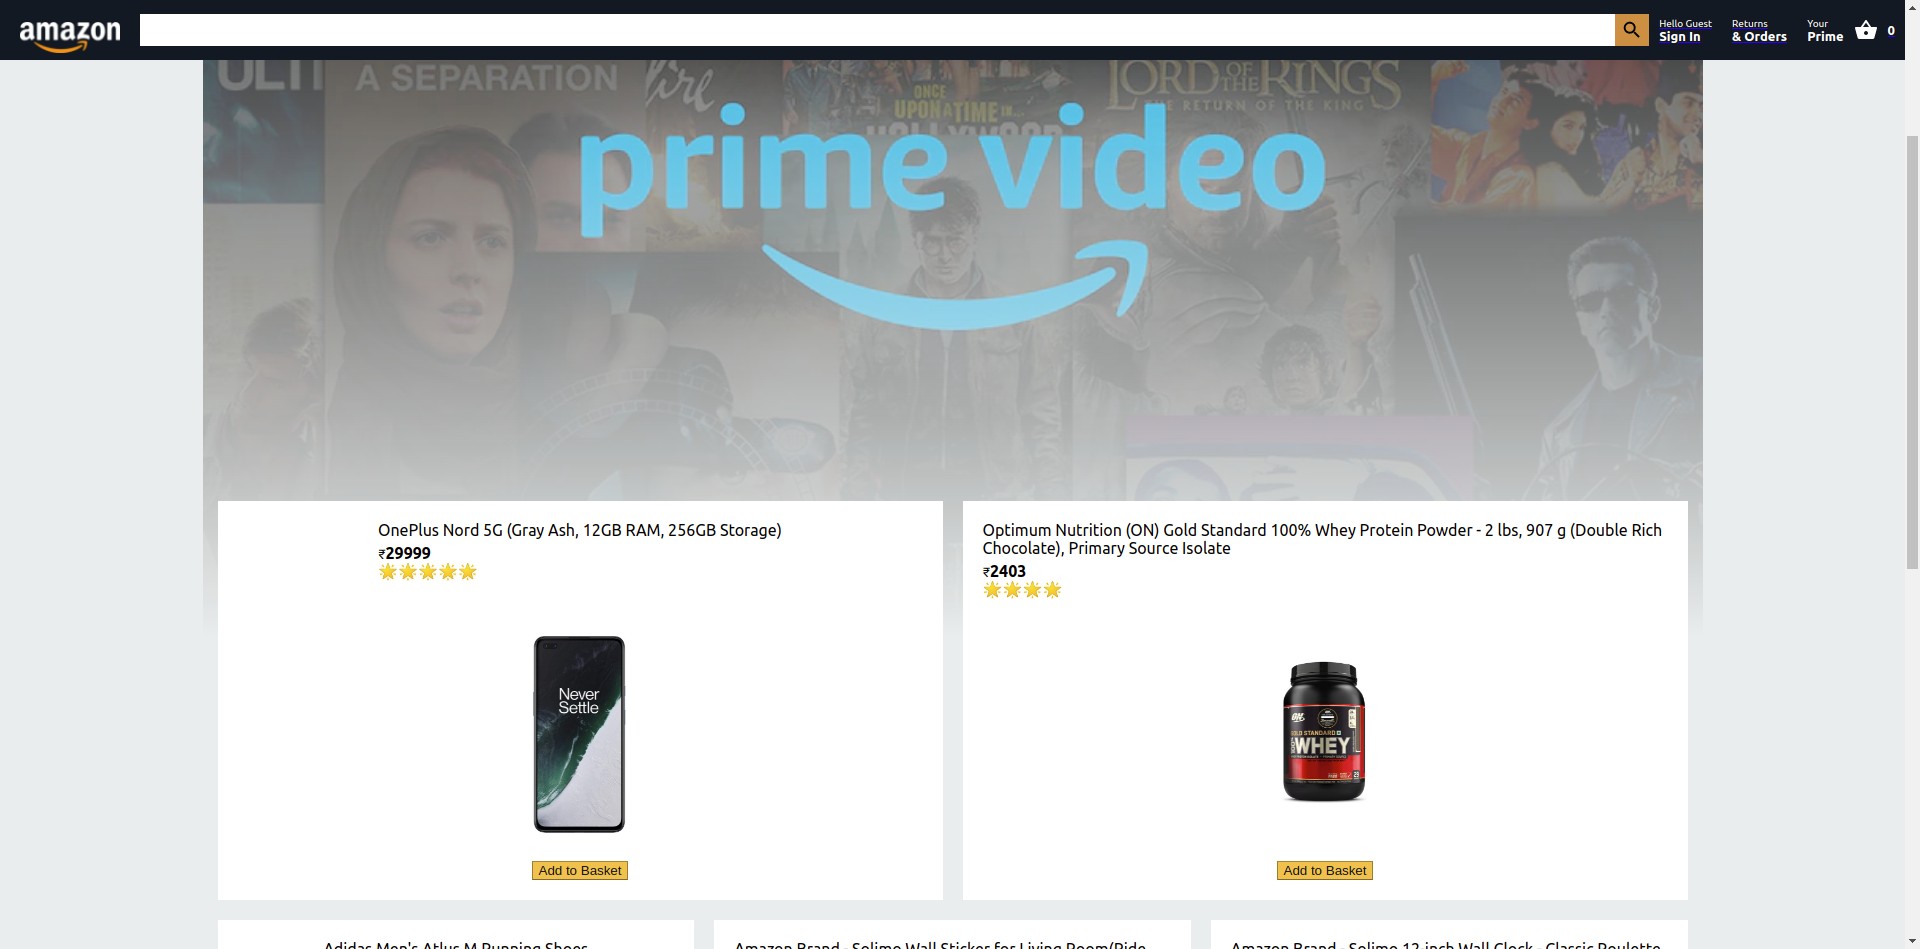 amazon
Hello Guest
Sign In
Returns
& Orders
Your
Prime
0
A SEPARATION
fire
ONCE
UPON A TIME IN...
HOLLYWOOD
LORD OF THE RINGS
THE RETURN OF THE KING
prime video
OnePlus Nord 5G (Gray Ash, 12GB RAM, 256GB Storage)
₹29999
Never
Settle
Add to Basket
Optimum Nutrition (ON) Gold Standard 100% Whey Protein Powder - 2 lbs, 907 g (Double Rich
Chocolate), Primary Source Isolate
₹2403
ON
GOLD STANDARD
100% WHEY
Add to Basket
Adidas Men's Atlus M Running Shoes
Amazon Brand - Solimo Wall Sticker for Living Room(Ride
Amazon Brand - Solimo 12-inch Wall Clock - Classic Roulette